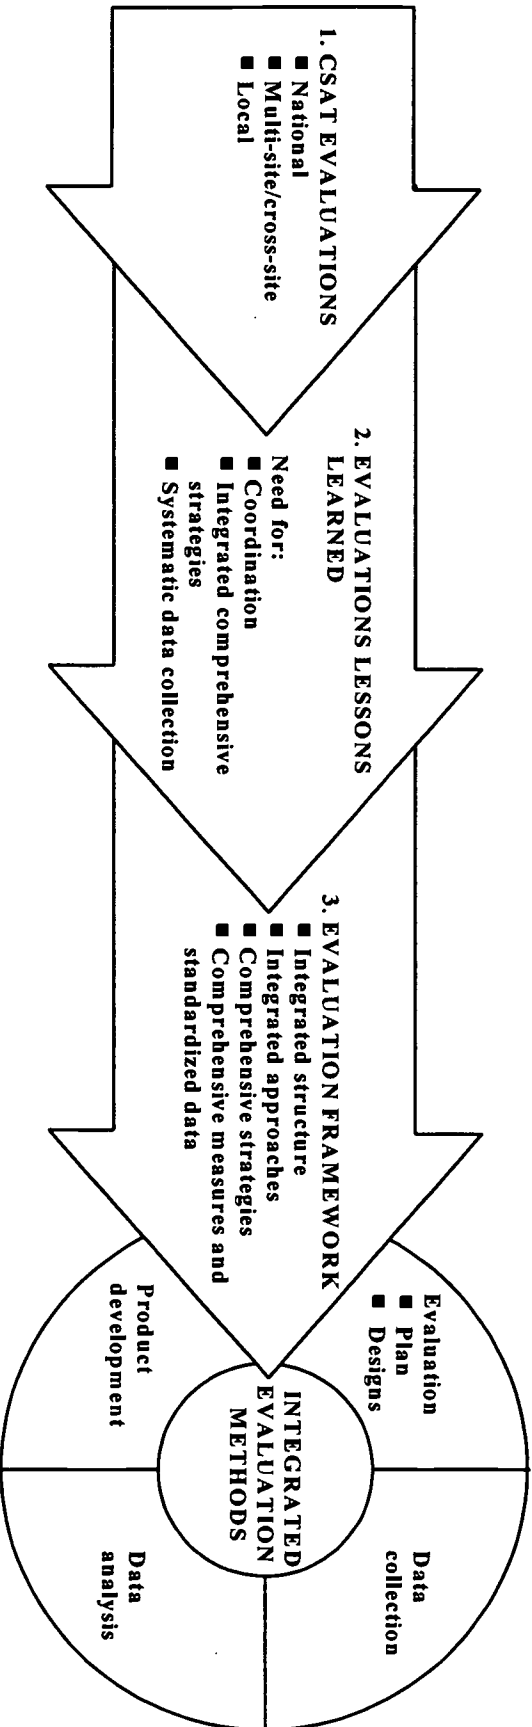 1. CSAT EVALUATIONS
■ National
■ Multi-site/cross-site
■ Local
2. EVALUATIONS LESSONS
LEARNED
Need for:
■ Coordination
■ Integrated comprehensive
strategies
■ Systematic data collection
3. EVALUATION FRAMEWORK
■ Integrated structure
■ Integrated approaches
■ Comprehensive strategies
■ Comprehensive measures and
standardized data
Evaluation
■ Plan
■ Designs
Data
collection
Data
analysis
Product
development
INTEGRATED
EVALUATION
METHODS